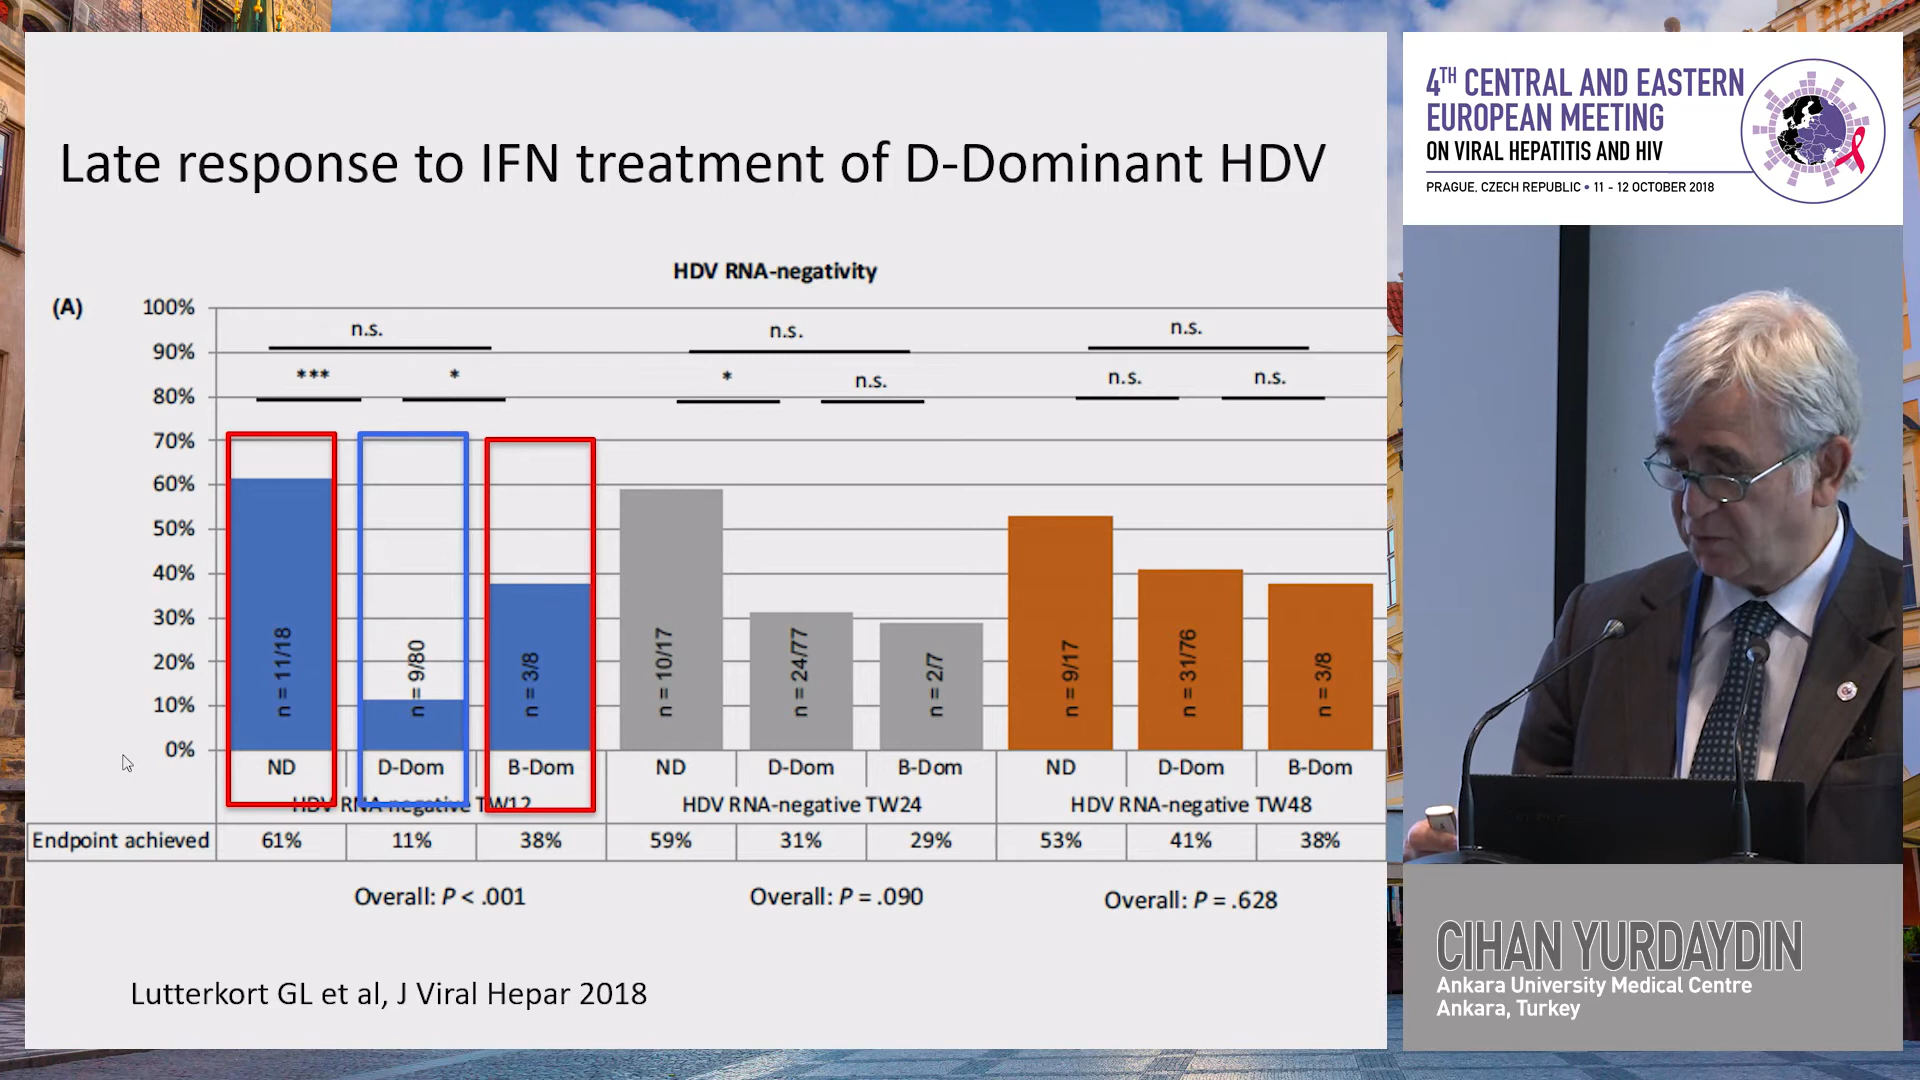 Late response to IFN treatment of D-Dominant HDV
HDV RNA-negativity
(A)
100%
90%
80%
70%
60%
50%
40%
30%
20%
10%
0%
n.s.
*** *
n.s.
* n.s.
n.s.
n.s. n.s.
n = 11/18
n = 9/80
n = 3/8
n = 10/17
n = 24/77
n = 2/7
n = 9/17
n = 31/76
n = 3/8
ND D-Dom B-Dom ND D-Dom B-Dom ND D-Dom B-Dom
HDV RNA-negative TW12 HDV RNA-negative TW24 HDV RNA-negative TW48
Endpoint achieved 61% 11% 38% 59% 31% 29% 53% 41% 38%
Overall: P < .001 Overall: P = .090 Overall: P = .628
Lutterkort GL et al, J Viral Hepar 2018
4TH CENTRAL AND EASTERN
EUROPEAN MEETING
ON VIRAL HEPATITIS AND HIV
PRAGUE, CZECH REPUBLIC • 11 - 12 OCTOBER 2018
CIHAN YURDAYDIN
Ankara University Medical Centre
Ankara, Turkey